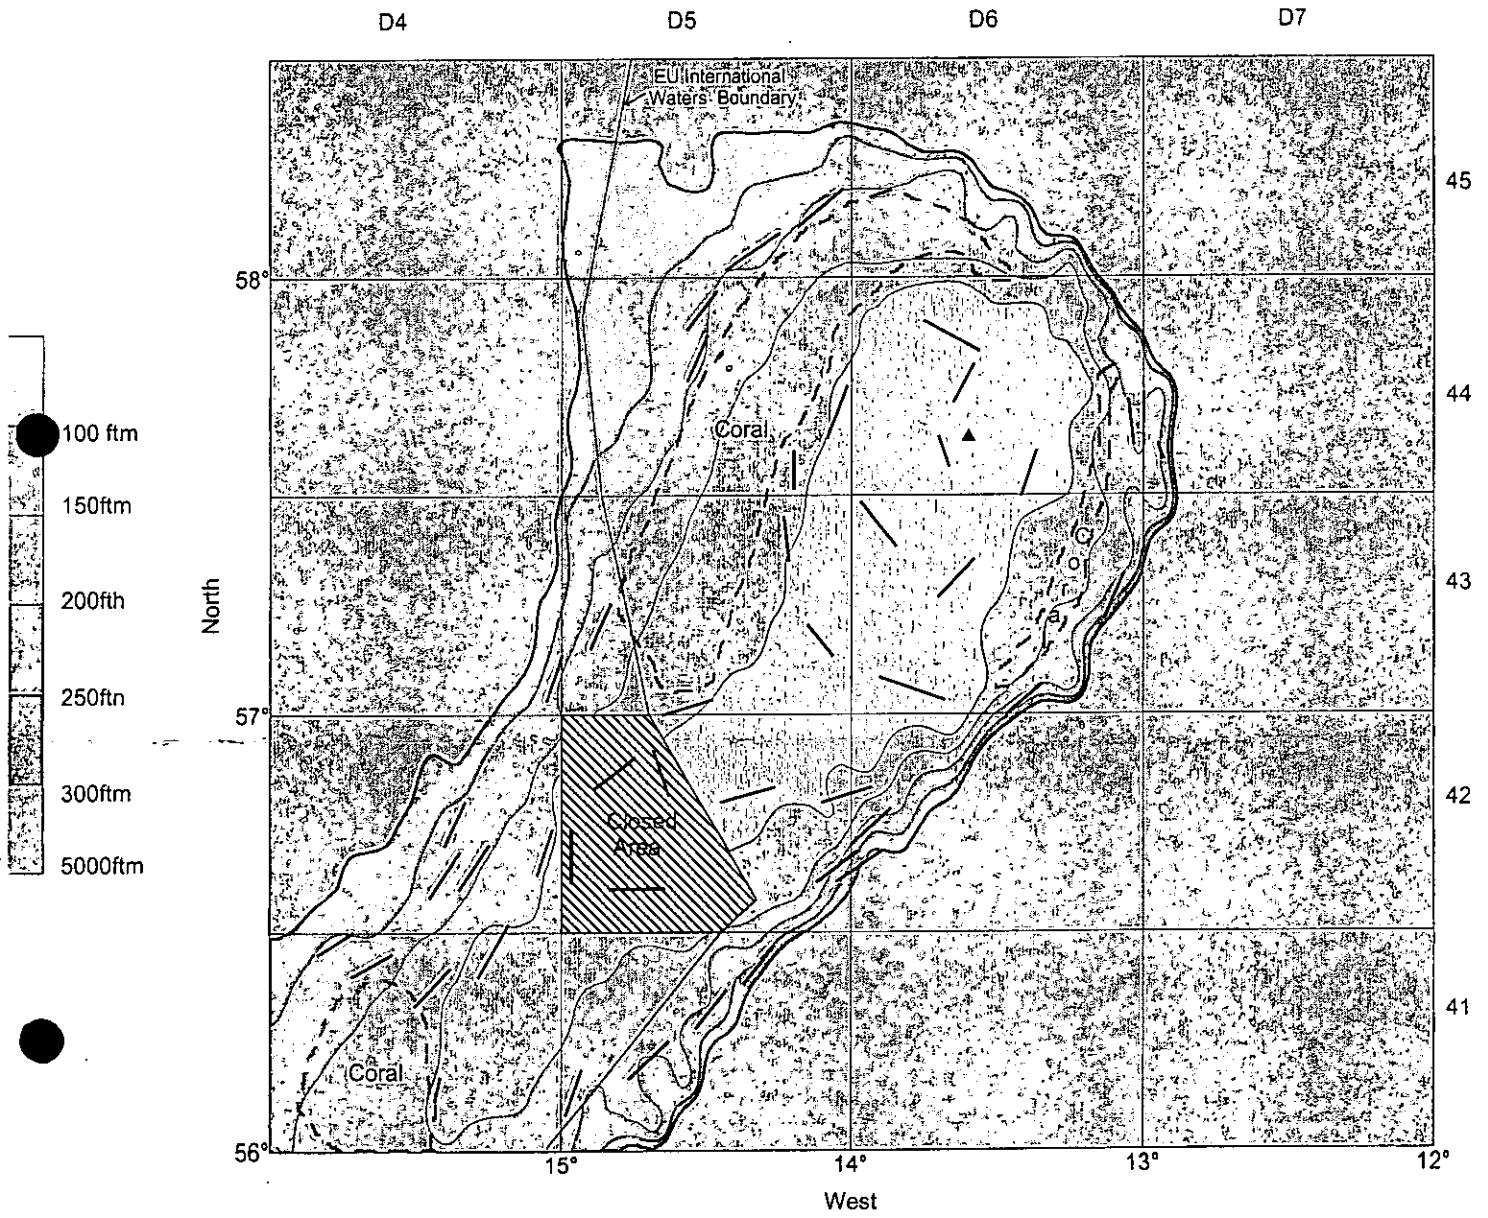 D4 D5 D6 D7
EU International
Waters Boundary
45
58°
44
100 ftm
Coral
150ftm
C
o
43
200fth
North
a
250ftn
57°
300ftm
42
Closed
Area
5000ftm
41
Coral
56°
15° 14° 13° 12°
West